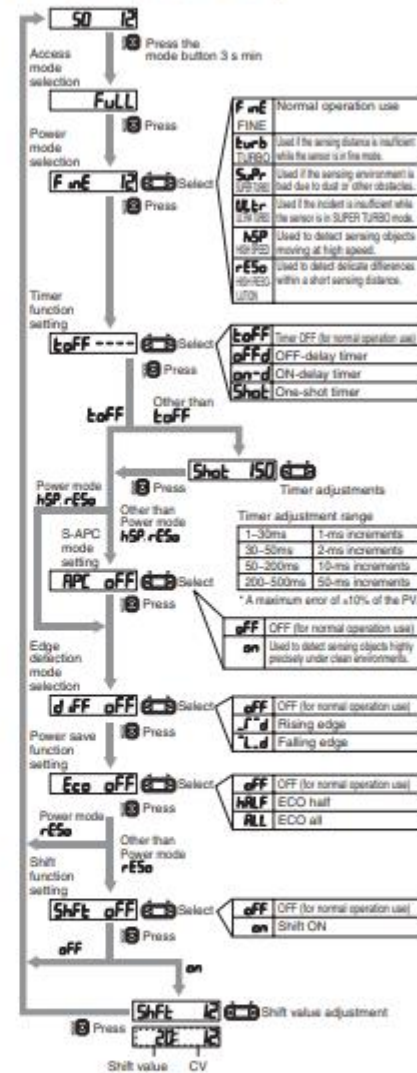 50 12
Press the
mode button 3 s min
Access
mode
selection
FuLL
Press
Power
mode
selection
FinE 12 Select
Press
FinE FINE Normal operation use
turb TURBO Used if the sensing distance is insufficient
while the sensor is in fine mode.
SuPr SUPER TURBO Used if the sensing environment is
bad due to dust or other obstacles.
ULtr ULTRA TURBO Used if the incident is insufficient while
the sensor is in SUPER TURBO mode.
hSP HIGH SPEED Used to detect sensing objects
moving at high speed.
rESo HIGH RESO-
LUTION Used to detect delicate differences
within a short sensing distance.
Timer
function
setting
toFF ---- Select
Press
toFF Timer OFF (for normal operation use)
oFFd OFF-delay timer
on-d ON-delay timer
Shot One-shot timer
toFF
Other than
toFF
Shot 150
Timer adjustments
Press
Power mode
hSP, rESo
Other than
Power mode
hSP, rESo
Timer adjustment range
1–30ms 1-ms increments
30–50ms 2-ms increments
50–200ms 10-ms increments
200–500ms 50-ms increments
* A maximum error of ±10% of the PV
S-APC
mode
setting
APC oFF Select
Press
oFF OFF (for normal operation use)
on Used to detect sensing objects highly
precisely under clean environments.
Edge
detection
mode
selection
d iFF oFF Select
Press
oFF OFF (for normal operation use)
d Rising edge
d Falling edge
Power save
function
setting
Eco oFF Select
Press
oFF OFF (for normal operation use)
hALF ECO half
ALL ECO all
Power mode
rESo
Other than
Power mode
rESo
Shift
function
setting
ShFt oFF Select
Press
oFF OFF (for normal operation use)
on Shift ON
oFF
on
ShFt 12 Shift value adjustment
Press
20 12
Shift value CV